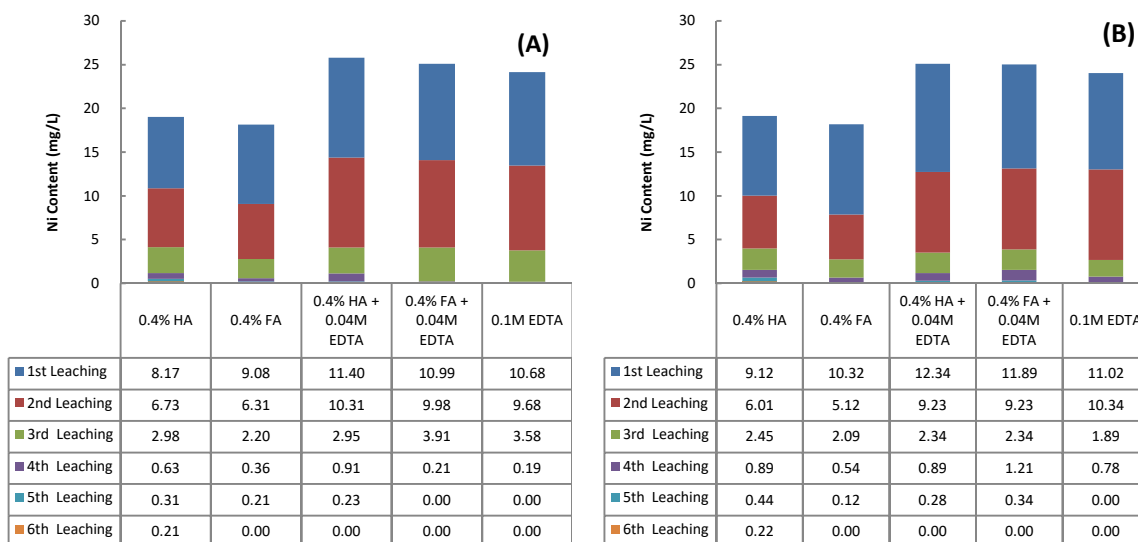 (A)
Ni Content (mg/L)
30
25
20
15
10
5
0
0.4% HA 0.4% FA 0.4% HA + 0.04M EDTA 0.4% FA + 0.04M EDTA 0.1M EDTA
1st Leaching 8.17 9.08 11.40 10.99 10.68
2nd Leaching 6.73 6.31 10.31 9.98 9.68
3rd Leaching 2.98 2.20 2.95 3.91 3.58
4th Leaching 0.63 0.36 0.91 0.21 0.19
5th Leaching 0.31 0.21 0.23 0.00 0.00
6th Leaching 0.21 0.00 0.00 0.00 0.00
(B)
Ni Content (mg/L)
30
25
20
15
10
5
0
0.4% HA 0.4% FA 0.4% HA + 0.04M EDTA 0.4% FA + 0.04M EDTA 0.1M EDTA
1st Leaching 9.12 10.32 12.34 11.89 11.02
2nd Leaching 6.01 5.12 9.23 9.23 10.34
3rd Leaching 2.45 2.09 2.34 2.34 1.89
4th Leaching 0.89 0.54 0.89 1.21 0.78
5th Leaching 0.44 0.12 0.28 0.34 0.00
6th Leaching 0.22 0.00 0.00 0.00 0.00